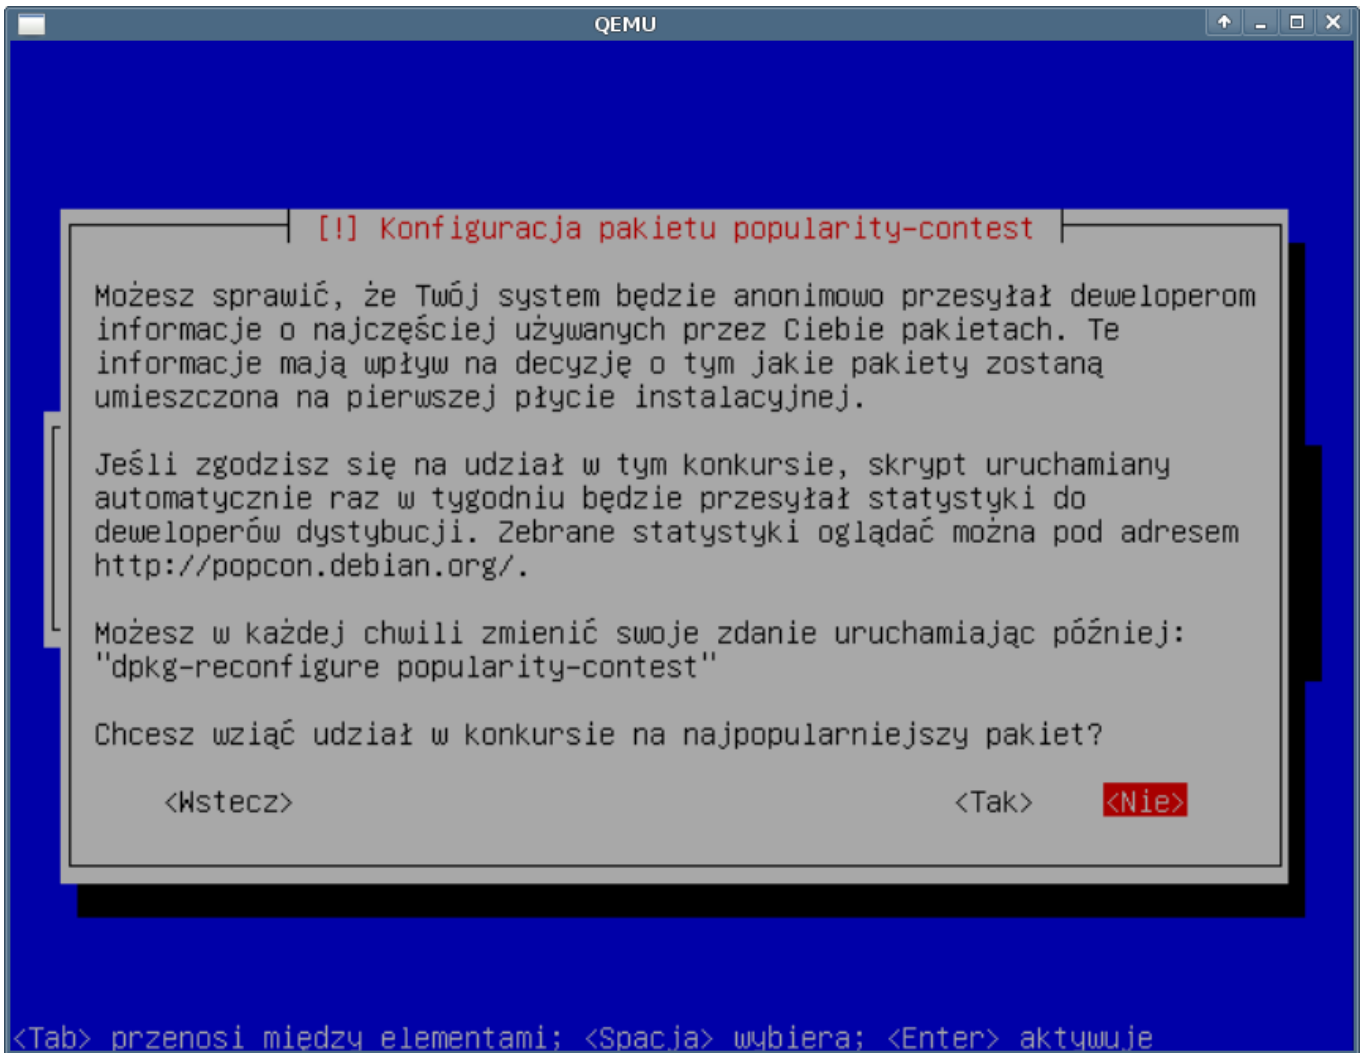 QEMU
[!] Konfiguracja pakietu popularity-contest
Możesz sprawić, że Twój system będzie anonimowo przesyłał deweloperom
informacje o najczęściej używanych przez Ciebie pakietach. Te
informacje mają wpływ na decyzję o tym jakie pakiety zostaną
umieszczona na pierwszej płycie instalacyjnej.
Jeśli zgodzisz się na udział w tym konkursie, skrypt uruchamiany
automatycznie raz w tygodniu będzie przesyłał statystyki do
deweloperów dystybucji. Zebrane statystyki oglądać można pod adresem
http://popcon.debian.org/.
Możesz w każdej chwili zmienić swoje zdanie uruchamiając później:
"dpkg-reconfigure popularity-contest"
Chcesz wziąć udział w konkursie na najpopularniejszy pakiet?
<Wstecz> <Tak> <Nie>
<Tab> przenosi między elementami; <Spacja> wybiera; <Enter> aktywuje